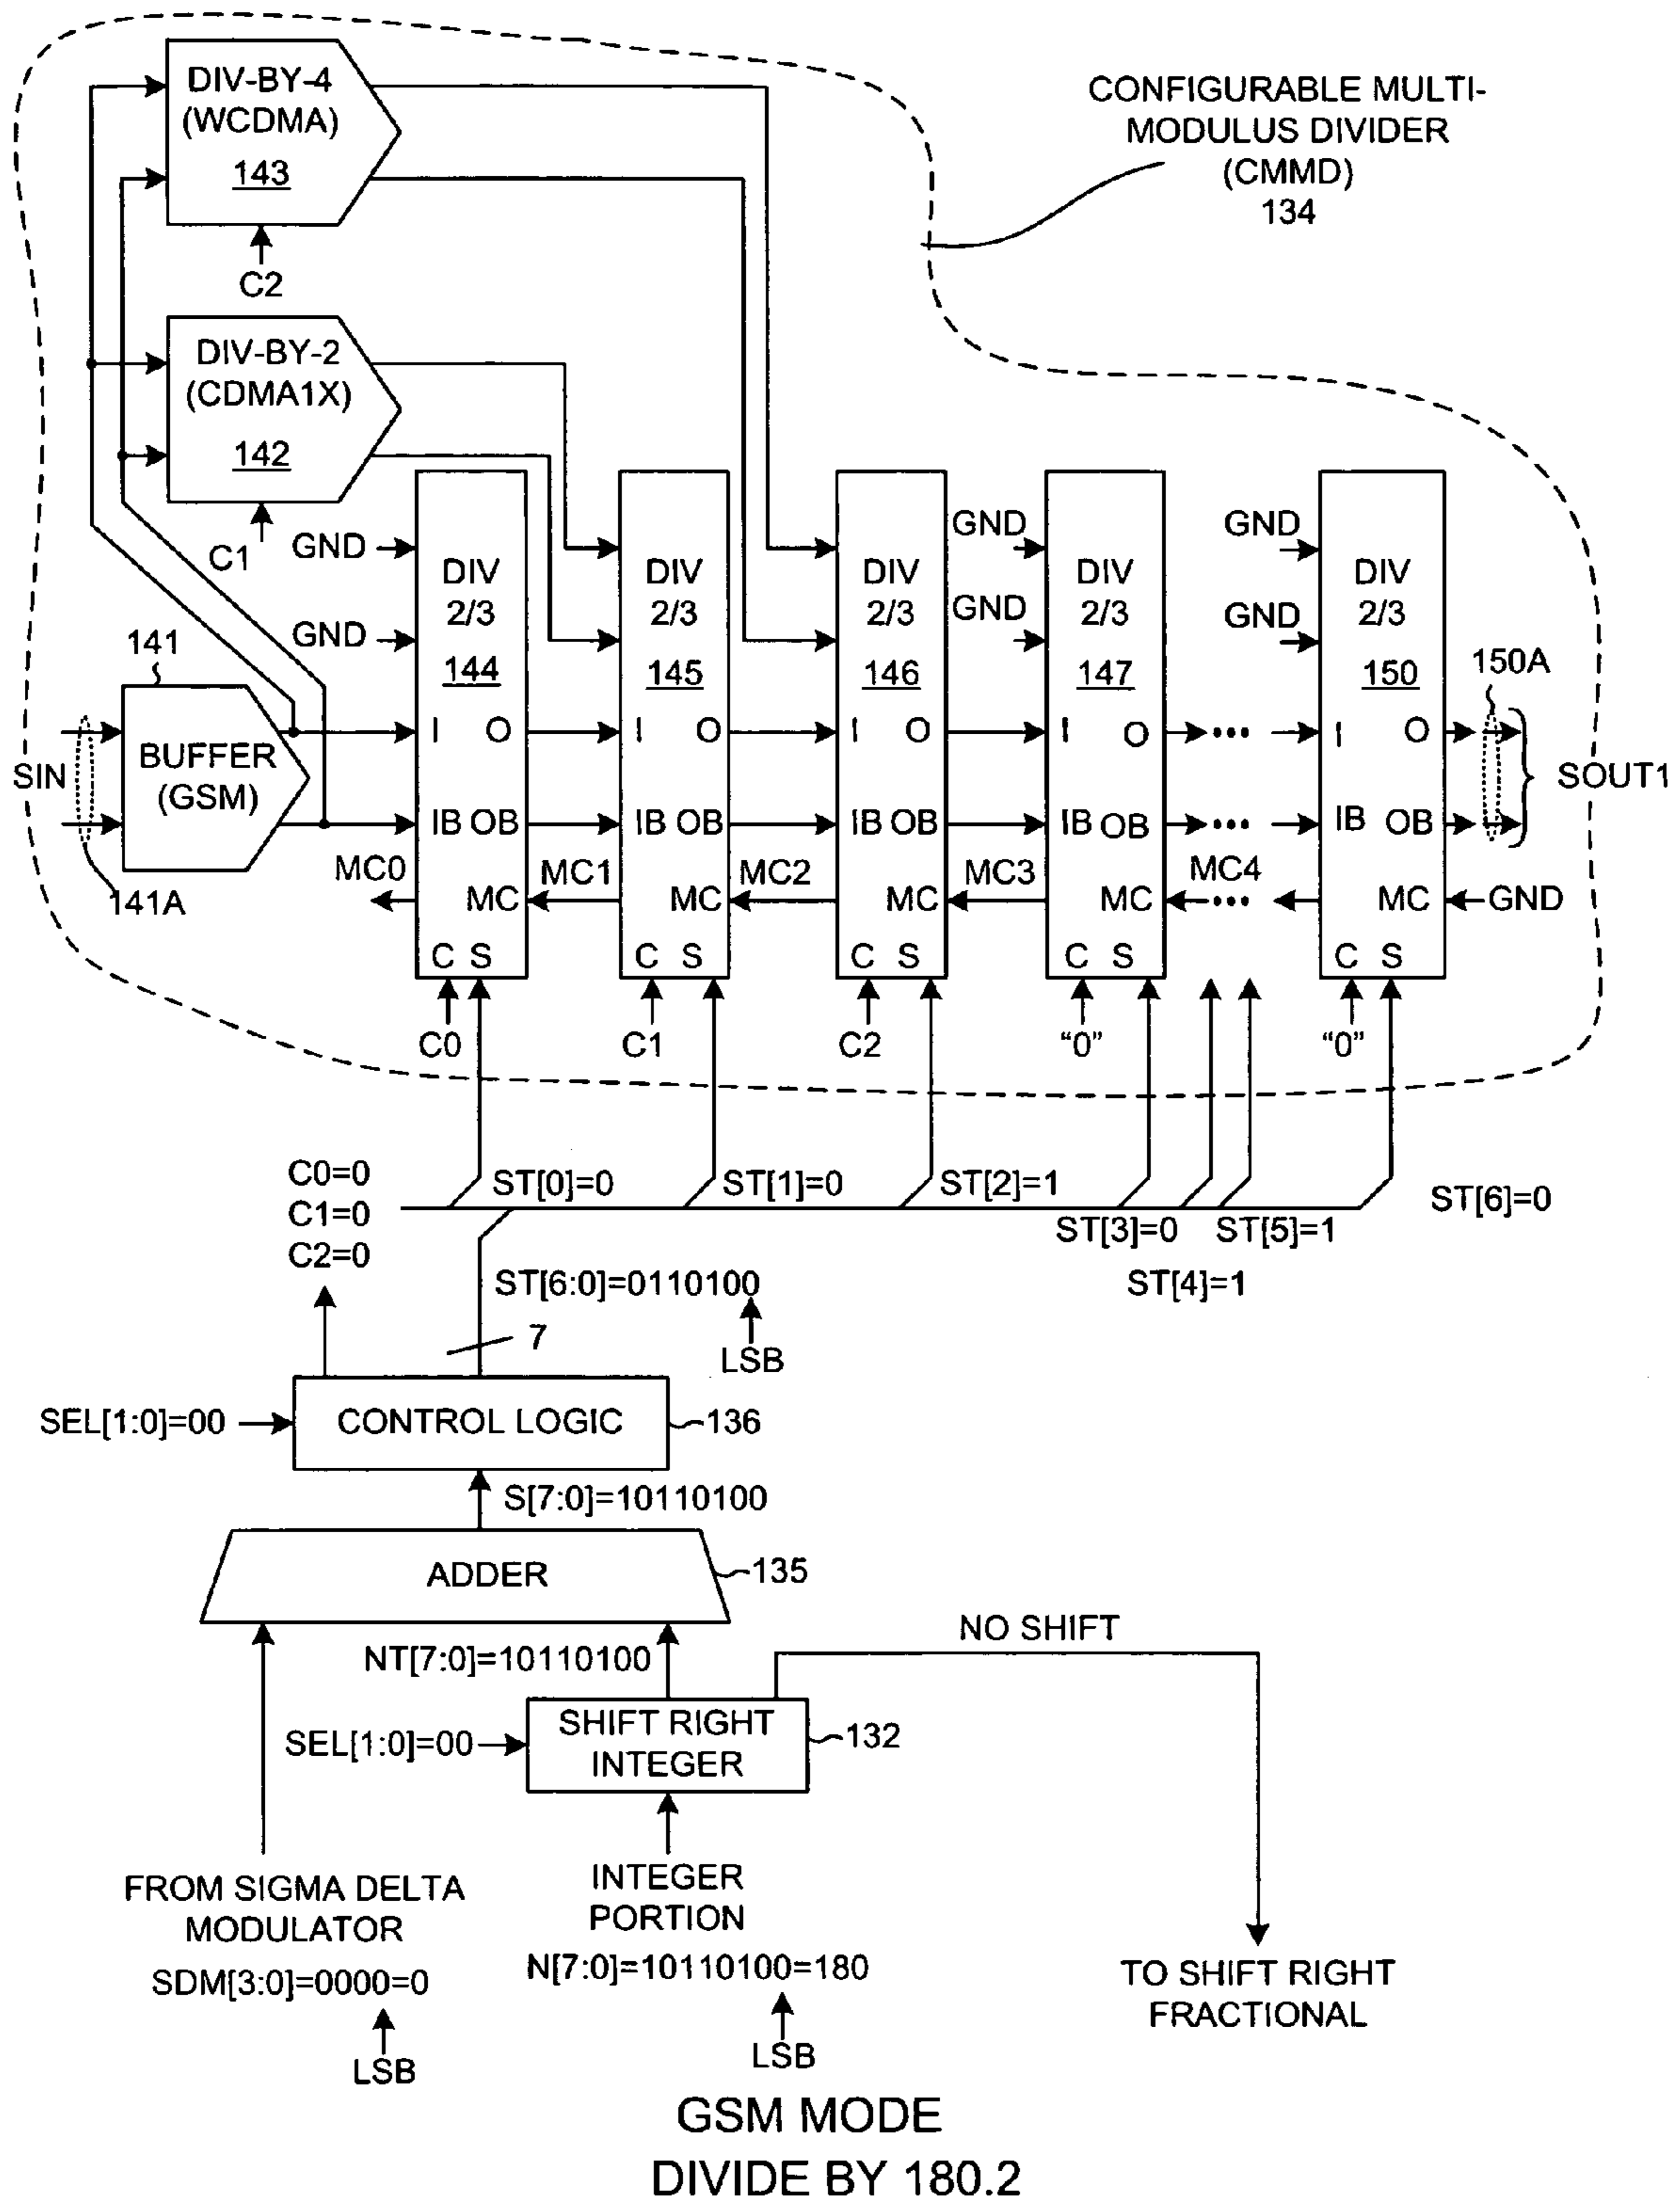 DIV-BY-4
(WCDMA)
143
C2
CONFIGURABLE MULTI-
MODULUS DIVIDER
(CMMD)
134
DIV-BY-2
(CDMA1X)
142
C1
GND
GND
DIV
2/3
144
I O
IB OB
MC
C S
DIV
2/3
145
I O
IB OB
MC
C S
DIV
2/3
146
I O
IB OB
MC
C S
GND
GND
DIV
2/3
147
I O
IB OB
MC
C S
GND
GND
DIV
2/3
150
I O
IB OB
MC
C S
150A
SOUT1
GND
141
SIN
BUFFER
(GSM)
141A
MC0
MC1
MC2
MC3
MC4
•••
•••
•••
C0
C1
C2
“0”
“0”
C0=0
C1=0
C2=0
ST[0]=0
ST[1]=0
ST[2]=1
ST[3]=0
ST[4]=1
ST[5]=1
ST[6]=0
ST[6:0]=0110100
LSB
7
SEL[1:0]=00
CONTROL LOGIC
136
S[7:0]=10110100
ADDER
135
NT[7:0]=10110100
NO SHIFT
SEL[1:0]=00
SHIFT RIGHT
INTEGER
132
FROM SIGMA DELTA
MODULATOR
SDM[3:0]=0000=0
LSB
INTEGER
PORTION
N[7:0]=10110100=180
LSB
TO SHIFT RIGHT
FRACTIONAL
GSM MODE
DIVIDE BY 180.2